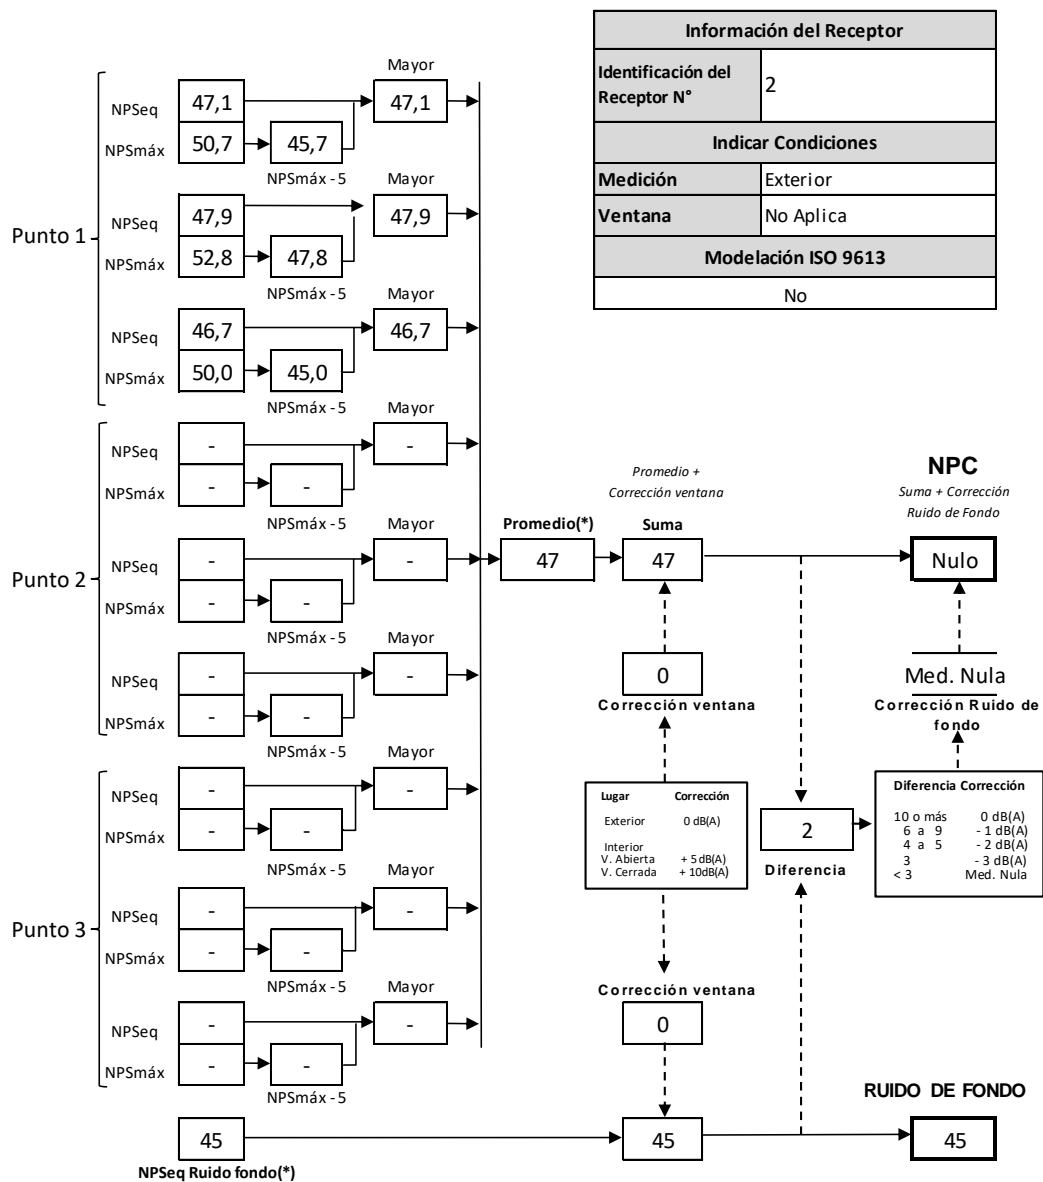 Información del Receptor
Identificación del
Receptor N°
2
Indicar Condiciones
Medición
Exterior
Ventana
No Aplica
Modelación ISO 9613
No
Punto 1
Mayor
NPSeq
47,1
47,1
NPSmáx
50,7
45,7
NPSmáx - 5
Mayor
NPSeq
47,9
47,9
NPSmáx
52,8
47,8
NPSmáx - 5
Mayor
NPSeq
46,7
46,7
NPSmáx
50,0
45,0
NPSmáx - 5
Punto 2
Mayor
NPSeq
-
-
NPSmáx
-
-
NPSmáx - 5
Mayor
NPSeq
-
-
NPSmáx
-
-
NPSmáx - 5
Mayor
NPSeq
-
-
NPSmáx
-
-
NPSmáx - 5
Punto 3
Mayor
NPSeq
-
-
NPSmáx
-
-
NPSmáx - 5
Mayor
NPSeq
-
-
NPSmáx
-
-
NPSmáx - 5
Mayor
NPSeq
-
-
NPSmáx
-
-
NPSmáx - 5
Promedio(*)
47
Promedio +
Corrección ventana
Suma
47
NPC
Suma + Corrección
Ruido de Fondo
Nulo
0
Corrección ventana
Med. Nula
Corrección Ruido de
fondo
Lugar Corrección
Exterior 0 dB(A)
Interior
V. Abierta + 5 dB(A)
V. Cerrada + 10dB(A)
2
Diferencia
Diferencia Corrección
10 o más 0 dB(A)
6 a 9 - 1 dB(A)
4 a 5 - 2 dB(A)
3 - 3 dB(A)
< 3 Med. Nula
Corrección ventana
0
45
NPSeq Ruido fondo(*)
45
RUIDO DE FONDO
45